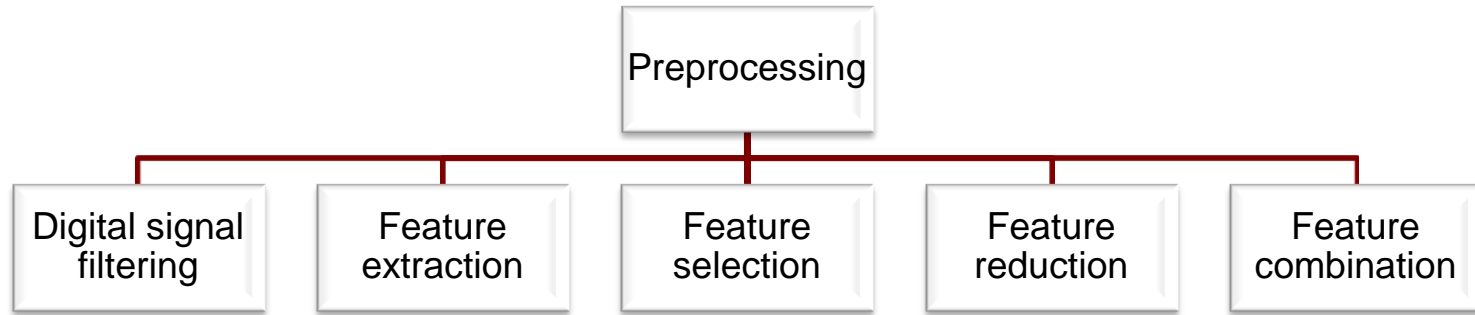 Preprocessing
Digital signal
filtering
Feature
extraction
Feature
selection
Feature
reduction
Feature
combination